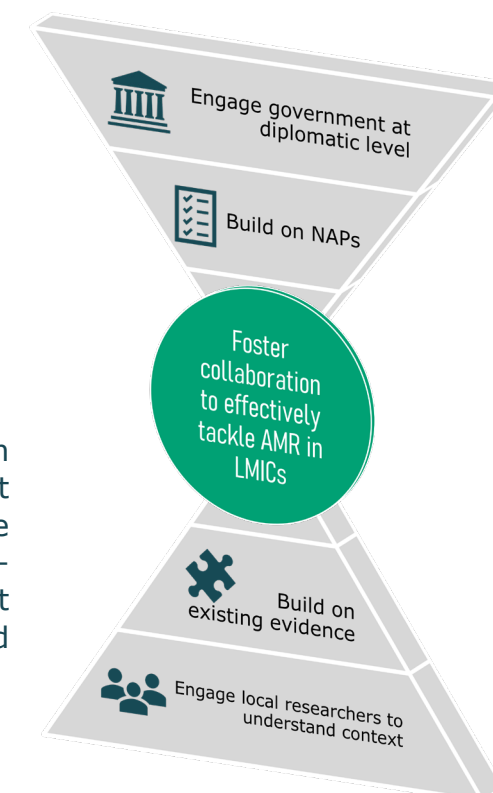 Engage government at
diplomatic level
Build on NAPs
Foster
collaboration
to effectively
tackle AMR in
LMICs
Build on
existing evidence
Engage local researchers to
understand context